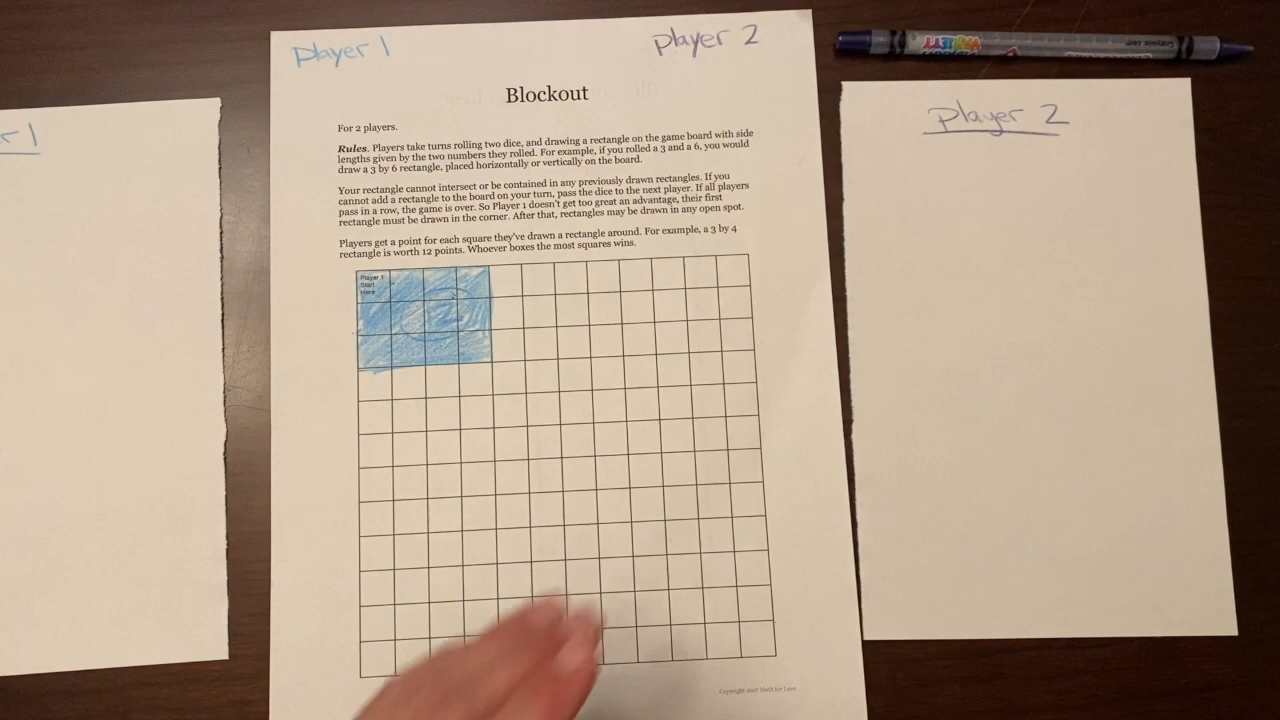 Player 1
Player 2
r 1
Player 2
Blockout
For 2 players.
Rules. Players take turns rolling two dice, and drawing a rectangle on the game board with side
lengths given by the two numbers they rolled. For example, if you rolled a 3 and a 6, you would
draw a 3 by 6 rectangle, placed horizontally or vertically on the board.
Your rectangle cannot intersect or be contained in any previously drawn rectangles. If you
cannot add a rectangle to the board on your turn, pass the dice to the next player. If all players
pass in a row, the game is over. So Player 1 doesn't get too great an advantage, their first
rectangle must be drawn in the corner. After that, rectangles may be drawn in any open spot.
Players get a point for each square they've drawn a rectangle around. For example, a 3 by 4
rectangle is worth 12 points. Whoever boxes the most squares wins.
Player 1
Start
Here
Copyright 2017 Math for Love